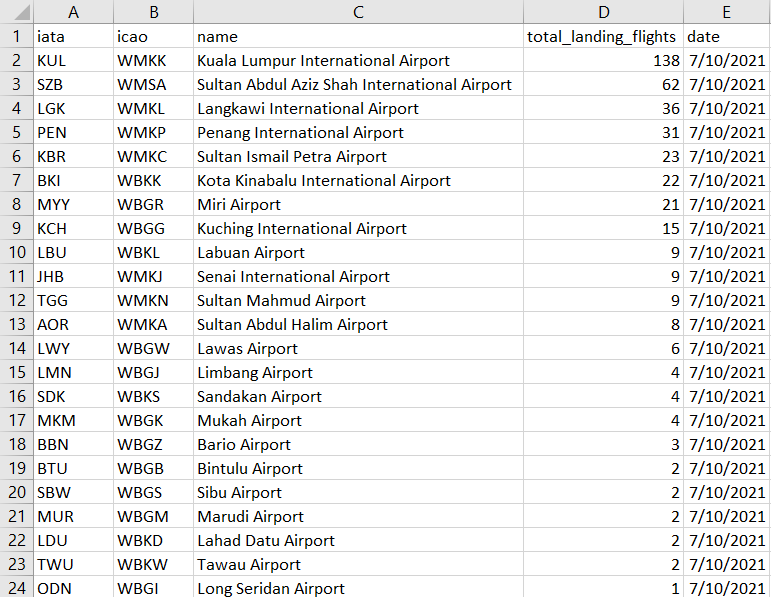 A B C D E
1 iata icao name total_landing_flights date
2 KUL WMKK Kuala Lumpur International Airport 138 7/10/2021
3 SZB WMSA Sultan Abdul Aziz Shah International Airport 62 7/10/2021
4 LGK WMKL Langkawi International Airport 36 7/10/2021
5 PEN WMKP Penang International Airport 31 7/10/2021
6 KBR WMKC Sultan Ismail Petra Airport 23 7/10/2021
7 BKI WBKK Kota Kinabalu International Airport 22 7/10/2021
8 MYY WBGR Miri Airport 21 7/10/2021
9 KCH WBGG Kuching International Airport 15 7/10/2021
10 LBU WBKL Labuan Airport 9 7/10/2021
11 JHB WMKJ Senai International Airport 9 7/10/2021
12 TGG WMKN Sultan Mahmud Airport 9 7/10/2021
13 AOR WMKA Sultan Abdul Halim Airport 8 7/10/2021
14 LWY WBGW Lawas Airport 6 7/10/2021
15 LMN WBGJ Limbang Airport 4 7/10/2021
16 SDK WBKS Sandakan Airport 4 7/10/2021
17 MKM WBGK Mukah Airport 4 7/10/2021
18 BBN WBGZ Bario Airport 3 7/10/2021
19 BTU WBGB Bintulu Airport 2 7/10/2021
20 SBW WBGS Sibu Airport 2 7/10/2021
21 MUR WBGM Marudi Airport 2 7/10/2021
22 LDU WBKD Lahad Datu Airport 2 7/10/2021
23 TWU WBKW Tawau Airport 2 7/10/2021
24 ODN WBGI Long Seridan Airport 1 7/10/2021